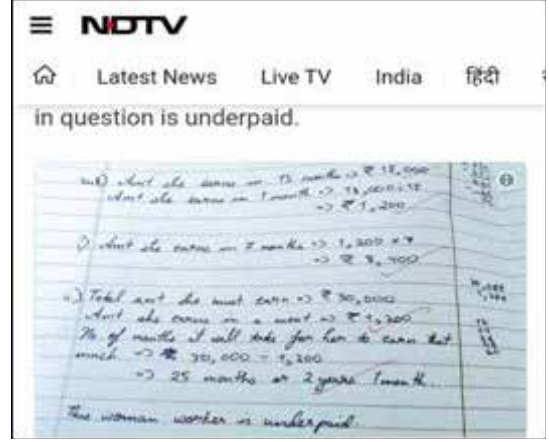 NDTV
Latest News Live TV India हिंदी
in question is underpaid.
Amt she earns in 15 months => ₹ 18,000
Amt she earns in 1 month => 18,000÷15
=> ₹ 1,200
i) Amt she earns in 7 months => 1,200 × 7
=> ₹ 8,400
ii) Total amt she must earn => ₹ 30,000
Amt she earns in a mont => ₹ 1,200
No of months it will take for her to earn that
much => ₹ 30,000 ÷ 1,200
=> 25 months or 2 years 1 month.
The woman worker is underpaid.